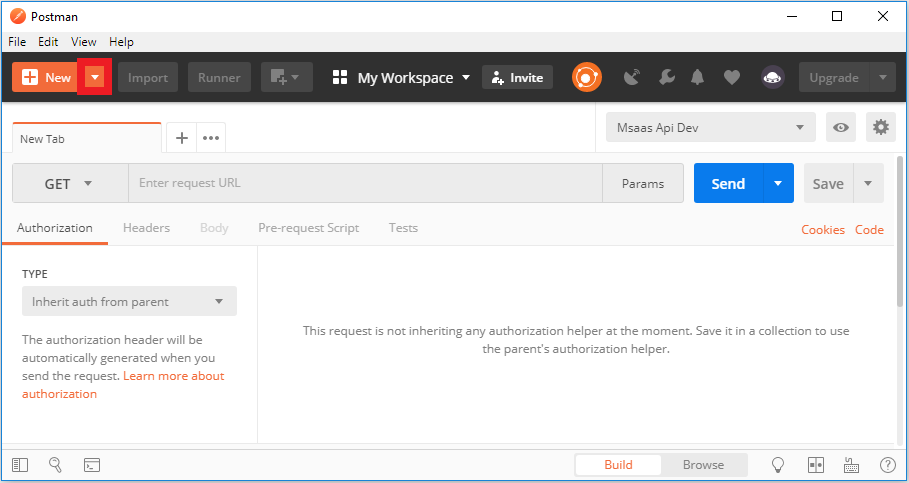 Postman
File Edit View Help
New Import Runner My Workspace Invite Upgrade
New Tab
Msaas Api Dev
GET Enter request URL Params Send Save
Authorization Headers Body Pre-request Script Tests Cookies Code
TYPE
Inherit auth from parent
The authorization header will be
automatically generated when you
send the request. Learn more about
authorization
This request is not inheriting any authorization helper at the moment. Save it in a collection to use
the parent's authorization helper.
Build Browse